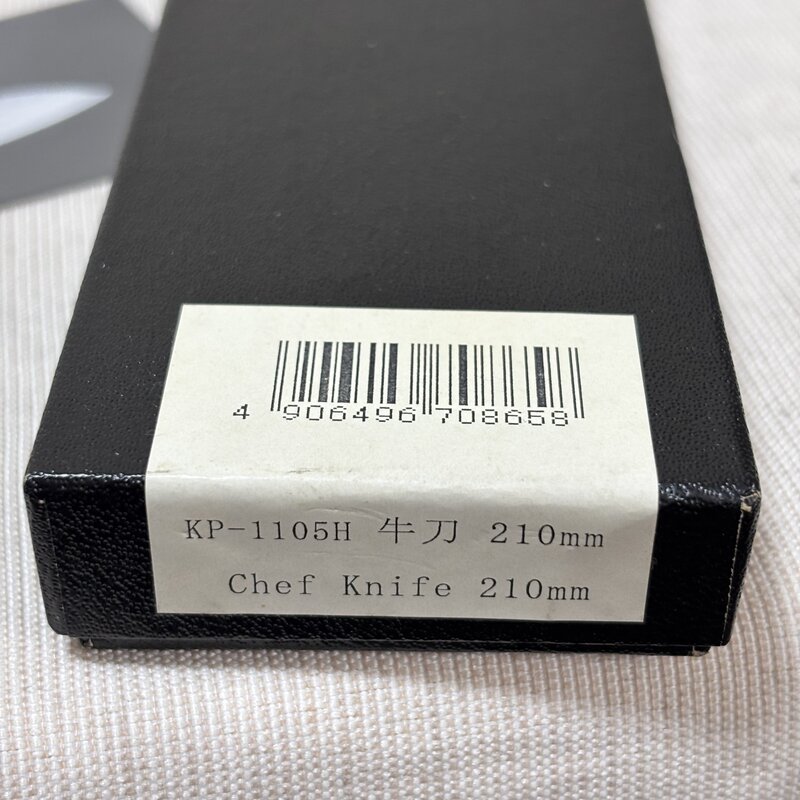 4 906496 708658
KP-1105H 牛刀 210mm
Chef Knife 210mm